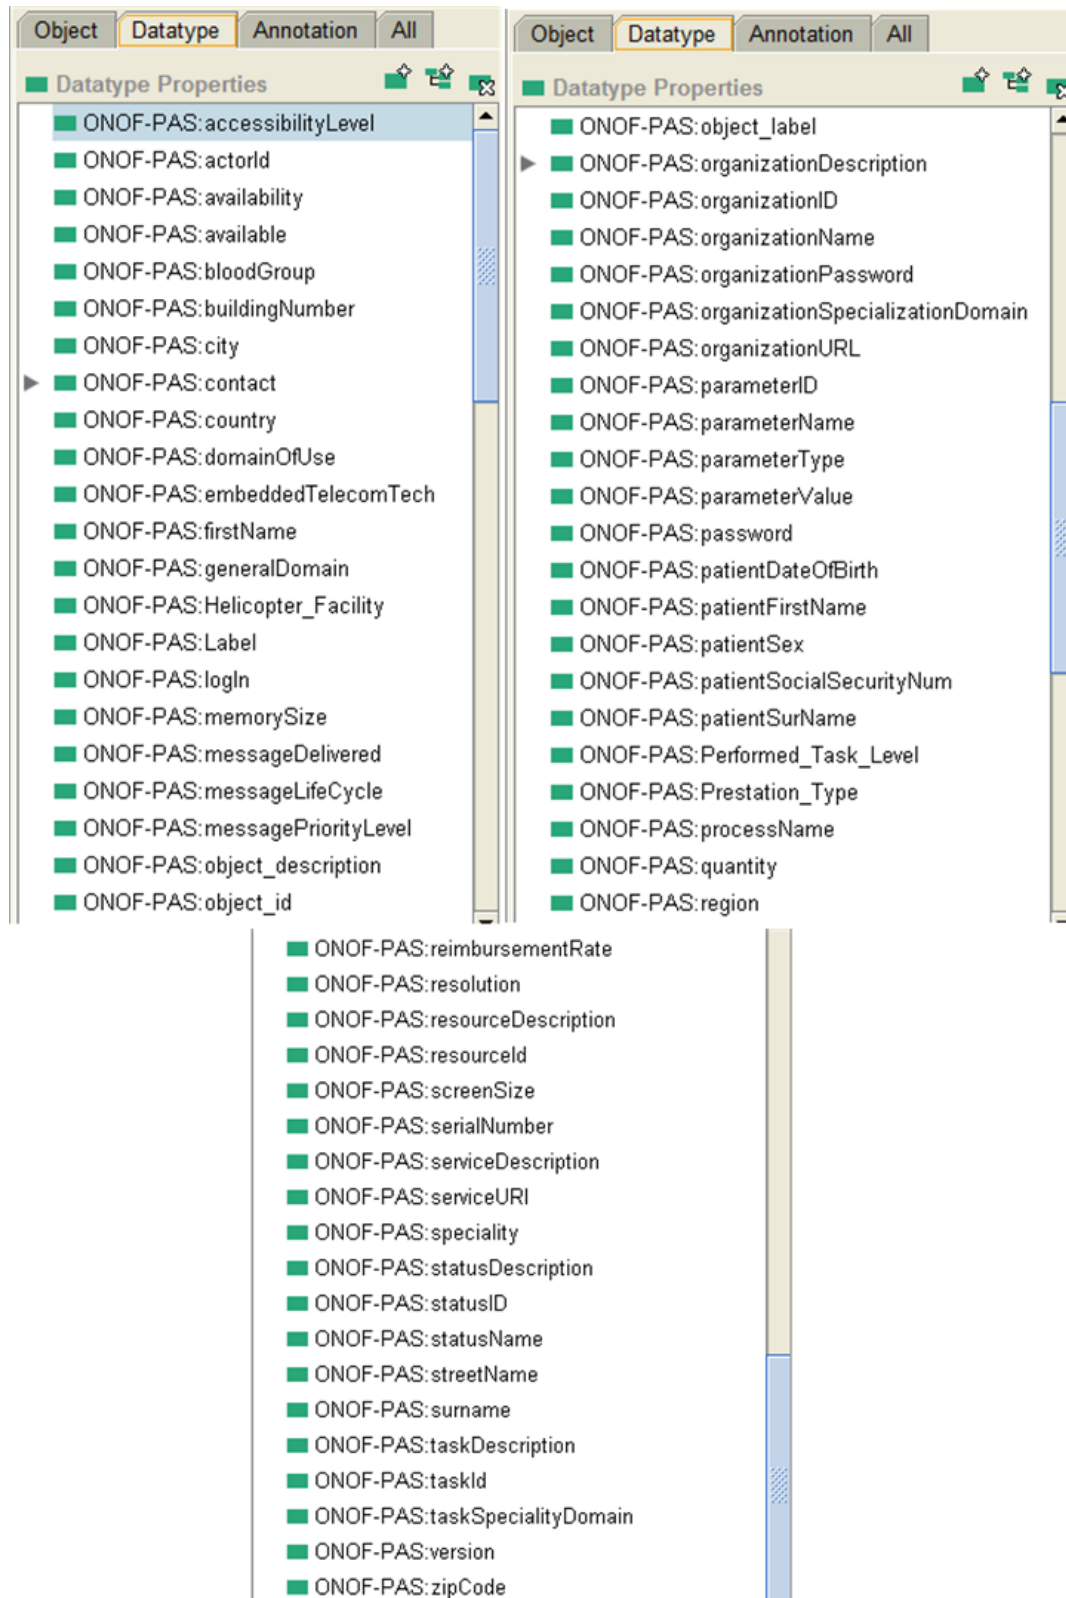 Object Datatype Annotation All
Datatype Properties
ONOF-PAS:accessibilityLevel
ONOF-PAS:actorId
ONOF-PAS:availability
ONOF-PAS:available
ONOF-PAS:bloodGroup
ONOF-PAS:buildingNumber
ONOF-PAS:city
ONOF-PAS:contact
ONOF-PAS:country
ONOF-PAS:domainOfUse
ONOF-PAS:embeddedTelecomTech
ONOF-PAS:firstName
ONOF-PAS:generalDomain
ONOF-PAS:Helicopter_Facility
ONOF-PAS:Label
ONOF-PAS:logIn
ONOF-PAS:memorySize
ONOF-PAS:messageDelivered
ONOF-PAS:messageLifeCycle
ONOF-PAS:messagePriorityLevel
ONOF-PAS:object_description
ONOF-PAS:object_id
Object Datatype Annotation All
Datatype Properties
ONOF-PAS:object_label
ONOF-PAS:organizationDescription
ONOF-PAS:organizationID
ONOF-PAS:organizationName
ONOF-PAS:organizationPassword
ONOF-PAS:organizationSpecializationDomain
ONOF-PAS:organizationURL
ONOF-PAS:parameterID
ONOF-PAS:parameterName
ONOF-PAS:parameterType
ONOF-PAS:parameterValue
ONOF-PAS:password
ONOF-PAS:patientDateOfBirth
ONOF-PAS:patientFirstName
ONOF-PAS:patientSex
ONOF-PAS:patientSocialSecurityNum
ONOF-PAS:patientSurName
ONOF-PAS:Performed_Task_Level
ONOF-PAS:Prestation_Type
ONOF-PAS:processName
ONOF-PAS:quantity
ONOF-PAS:region
ONOF-PAS:reimbursementRate
ONOF-PAS:resolution
ONOF-PAS:resourceDescription
ONOF-PAS:resourceId
ONOF-PAS:screenSize
ONOF-PAS:serialNumber
ONOF-PAS:serviceDescription
ONOF-PAS:serviceURI
ONOF-PAS:speciality
ONOF-PAS:statusDescription
ONOF-PAS:statusID
ONOF-PAS:statusName
ONOF-PAS:streetName
ONOF-PAS:surname
ONOF-PAS:taskDescription
ONOF-PAS:taskId
ONOF-PAS:taskSpecialityDomain
ONOF-PAS:version
ONOF-PAS:zipCode